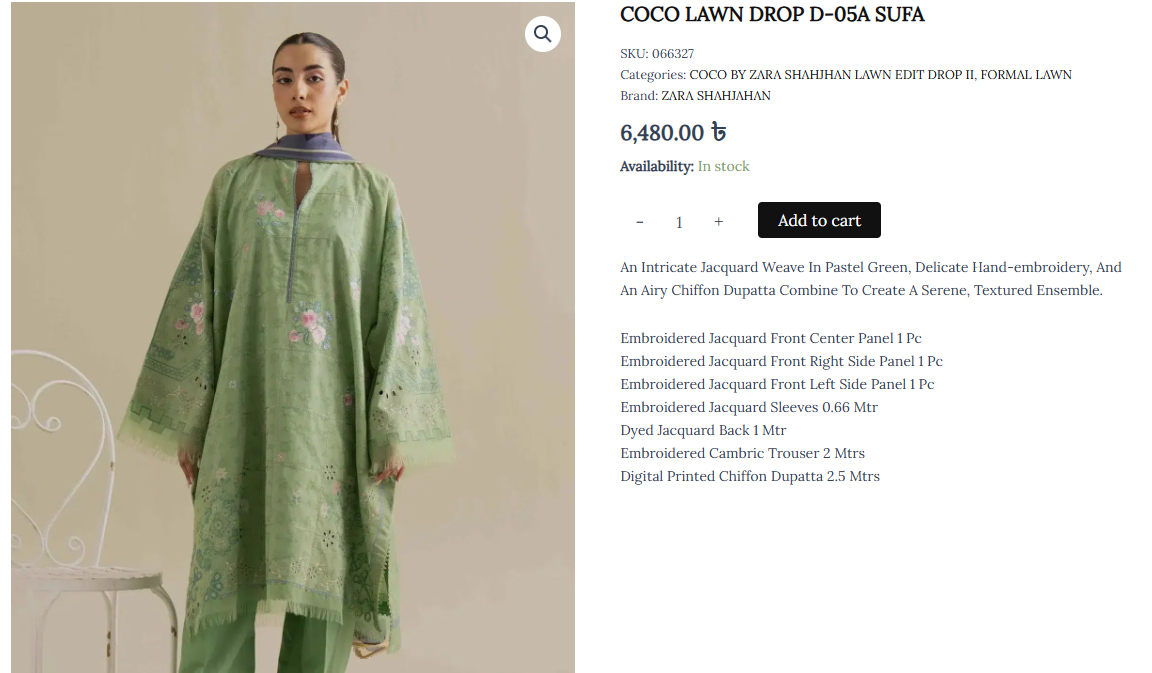 COCO LAWN DROP D-05A SUFA
SKU: 066327
Categories: COCO BY ZARA SHAHJHAN LAWN EDIT DROP II, FORMAL LAWN
Brand: ZARA SHAHJAHAN
6,480.00 ৳
Availability: In stock
- 1 + Add to cart
An Intricate Jacquard Weave In Pastel Green, Delicate Hand-embroidery, And
An Airy Chiffon Dupatta Combine To Create A Serene, Textured Ensemble.
Embroidered Jacquard Front Center Panel 1 Pc
Embroidered Jacquard Front Right Side Panel 1 Pc
Embroidered Jacquard Front Left Side Panel 1 Pc
Embroidered Jacquard Sleeves 0.66 Mtr
Dyed Jacquard Back 1 Mtr
Embroidered Cambric Trouser 2 Mtrs
Digital Printed Chiffon Dupatta 2.5 Mtrs